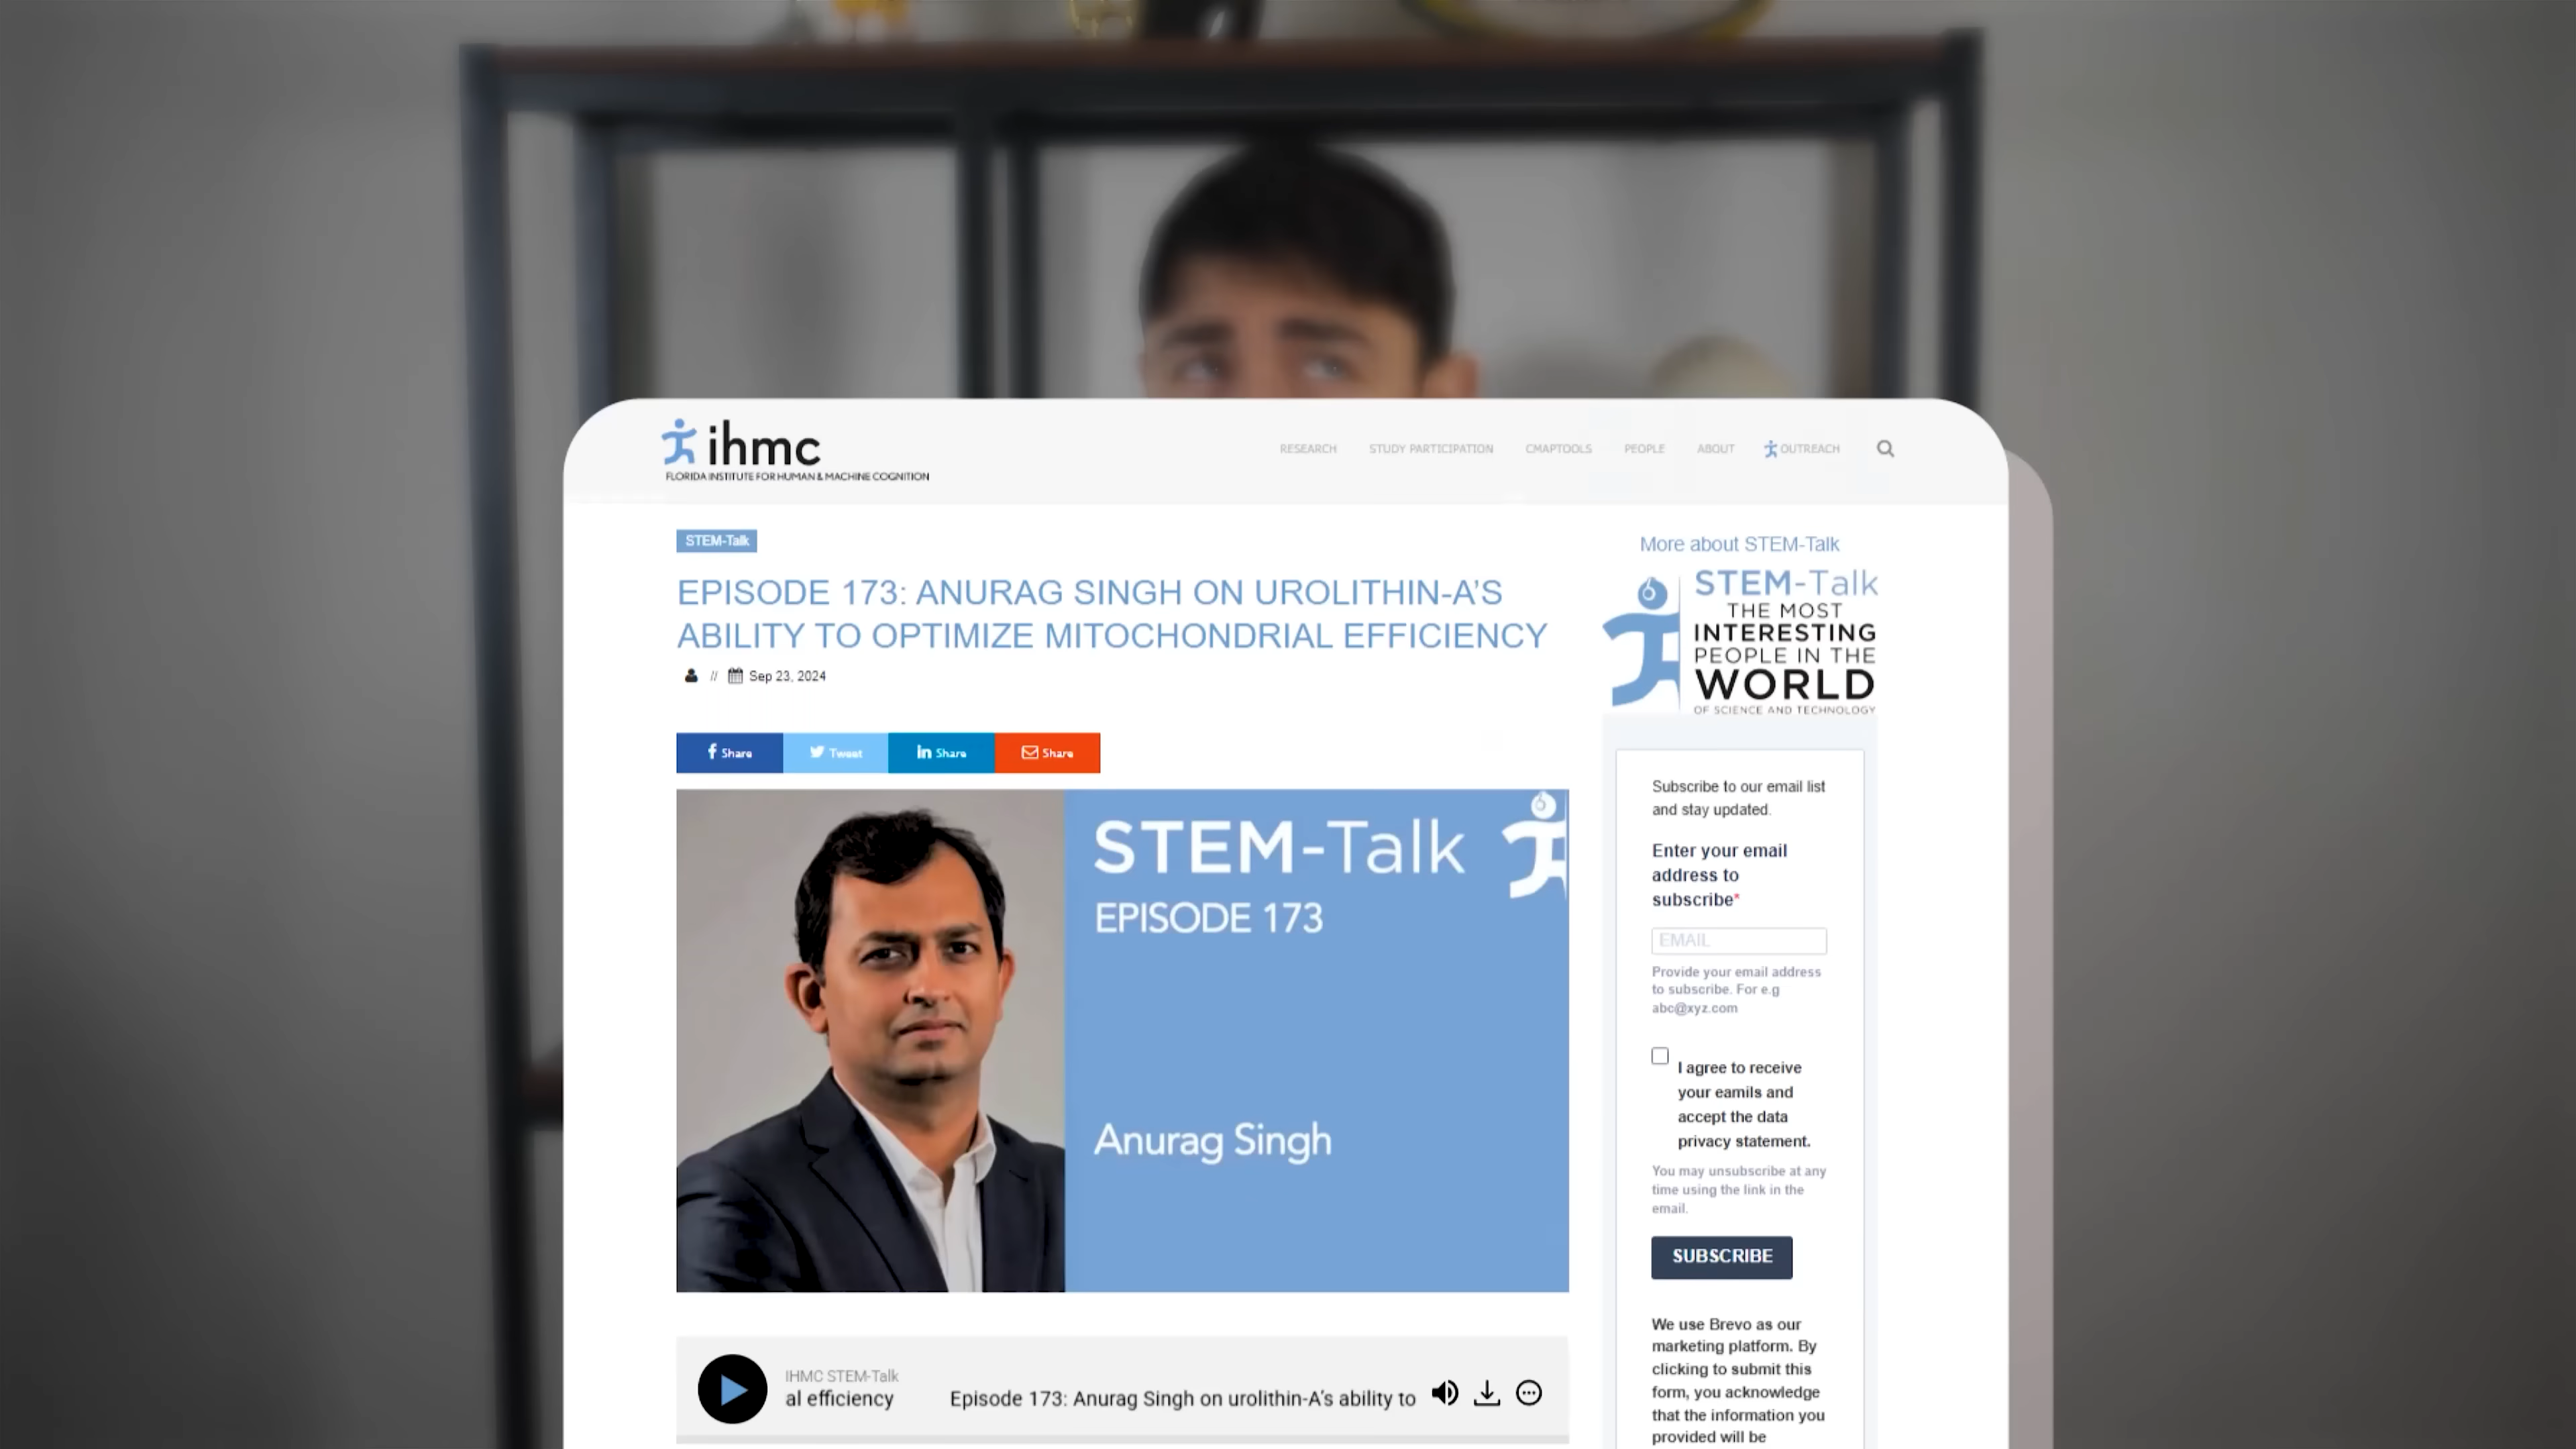 ihmc
FLORIDA INSTITUTE FOR HUMAN & MACHINE COGNITION
RESEARCH
STUDY PARTICIPATION
CMAPTOOLS
PEOPLE
ABOUT
OUTREACH
STEM-Talk
EPISODE 173: ANURAG SINGH ON UROLITHIN-A'S
ABILITY TO OPTIMIZE MITOCHONDRIAL EFFICIENCY
// Sep 23, 2024
Share
Tweet
Share
Share
STEM-Talk
EPISODE 173
Anurag Singh
IHMC STEM-Talk
al efficiency Episode 173: Anurag Singh on urolithin-A's ability to
More about STEM-Talk
STEM-Talk
THE MOST
INTERESTING
PEOPLE IN THE
WORLD
OF SCIENCE AND TECHNOLOGY
Subscribe to our email list
and stay updated.
Enter your email
address to
subscribe*
EMAIL
Provide your email address
to subscribe. For e.g
abc@xyz.com
I agree to receive
your eamils and
accept the data
privacy statement.
You may unsubscribe at any
time using the link in the
email.
SUBSCRIBE
We use Brevo as our
marketing platform. By
clicking to submit this
form, you acknowledge
that the information you
provided will be